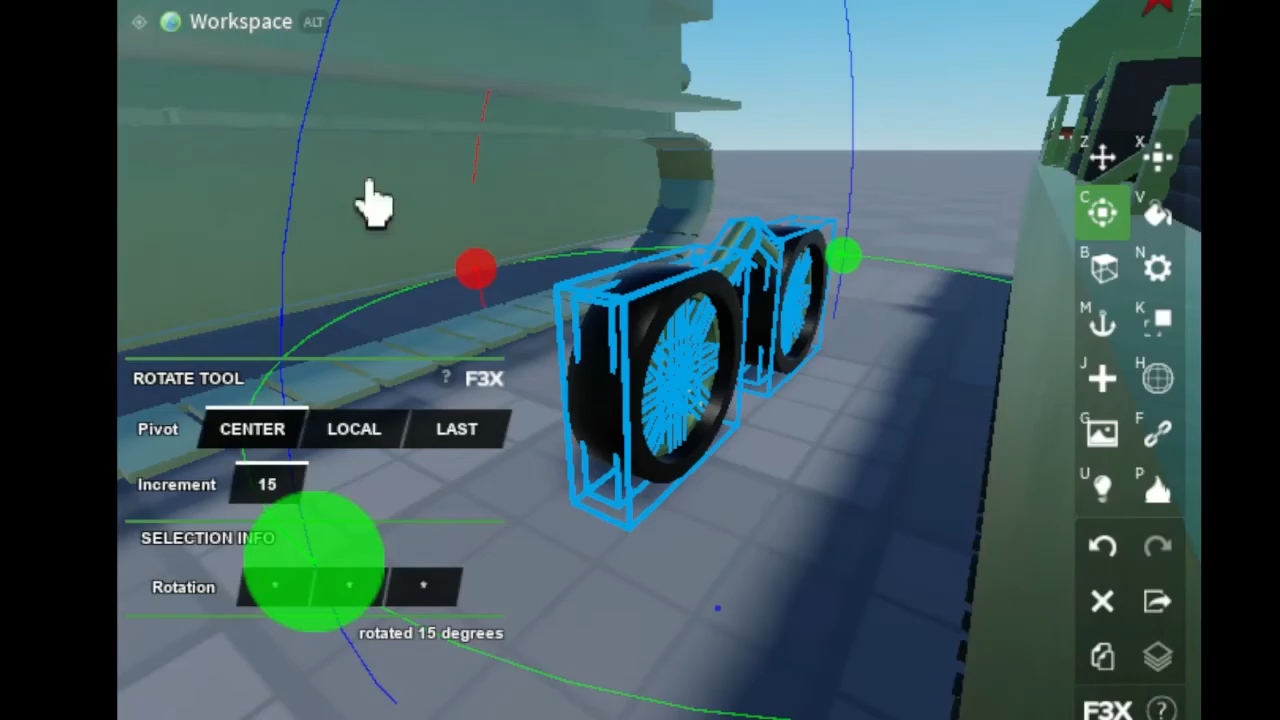 Workspace ALT
Z X
C V
B N
M K
J H
G F
U P
ROTATE TOOL ? F3X
Pivot CENTER LOCAL LAST
Increment 15
SELECTION INFO
Rotation * * *
rotated 15 degrees
F3X ?